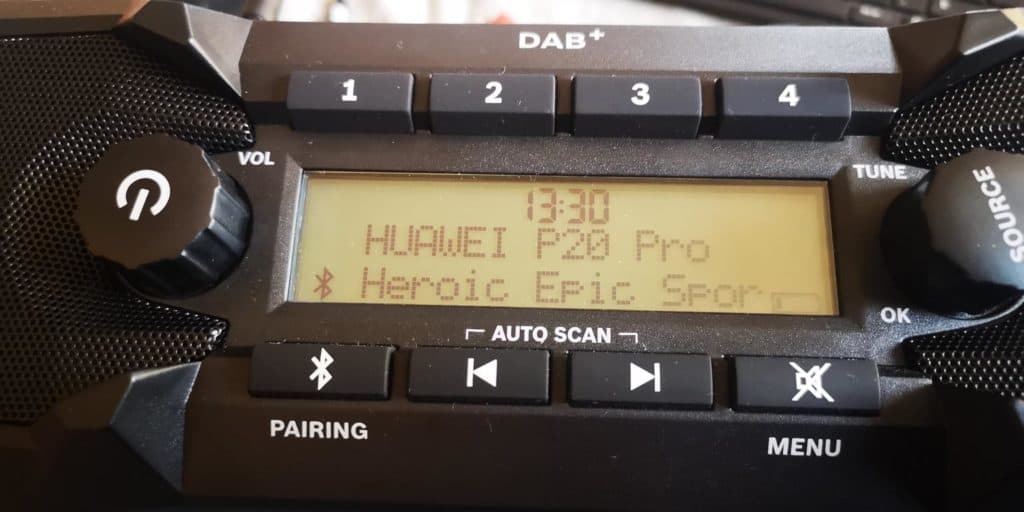 DAB+
1 2 3 4
VOL
TUNE
SOURCE
13:30
HUAWEI P20 Pro
Heroic Epic Spor
OK
AUTO SCAN
PAIRING
MENU